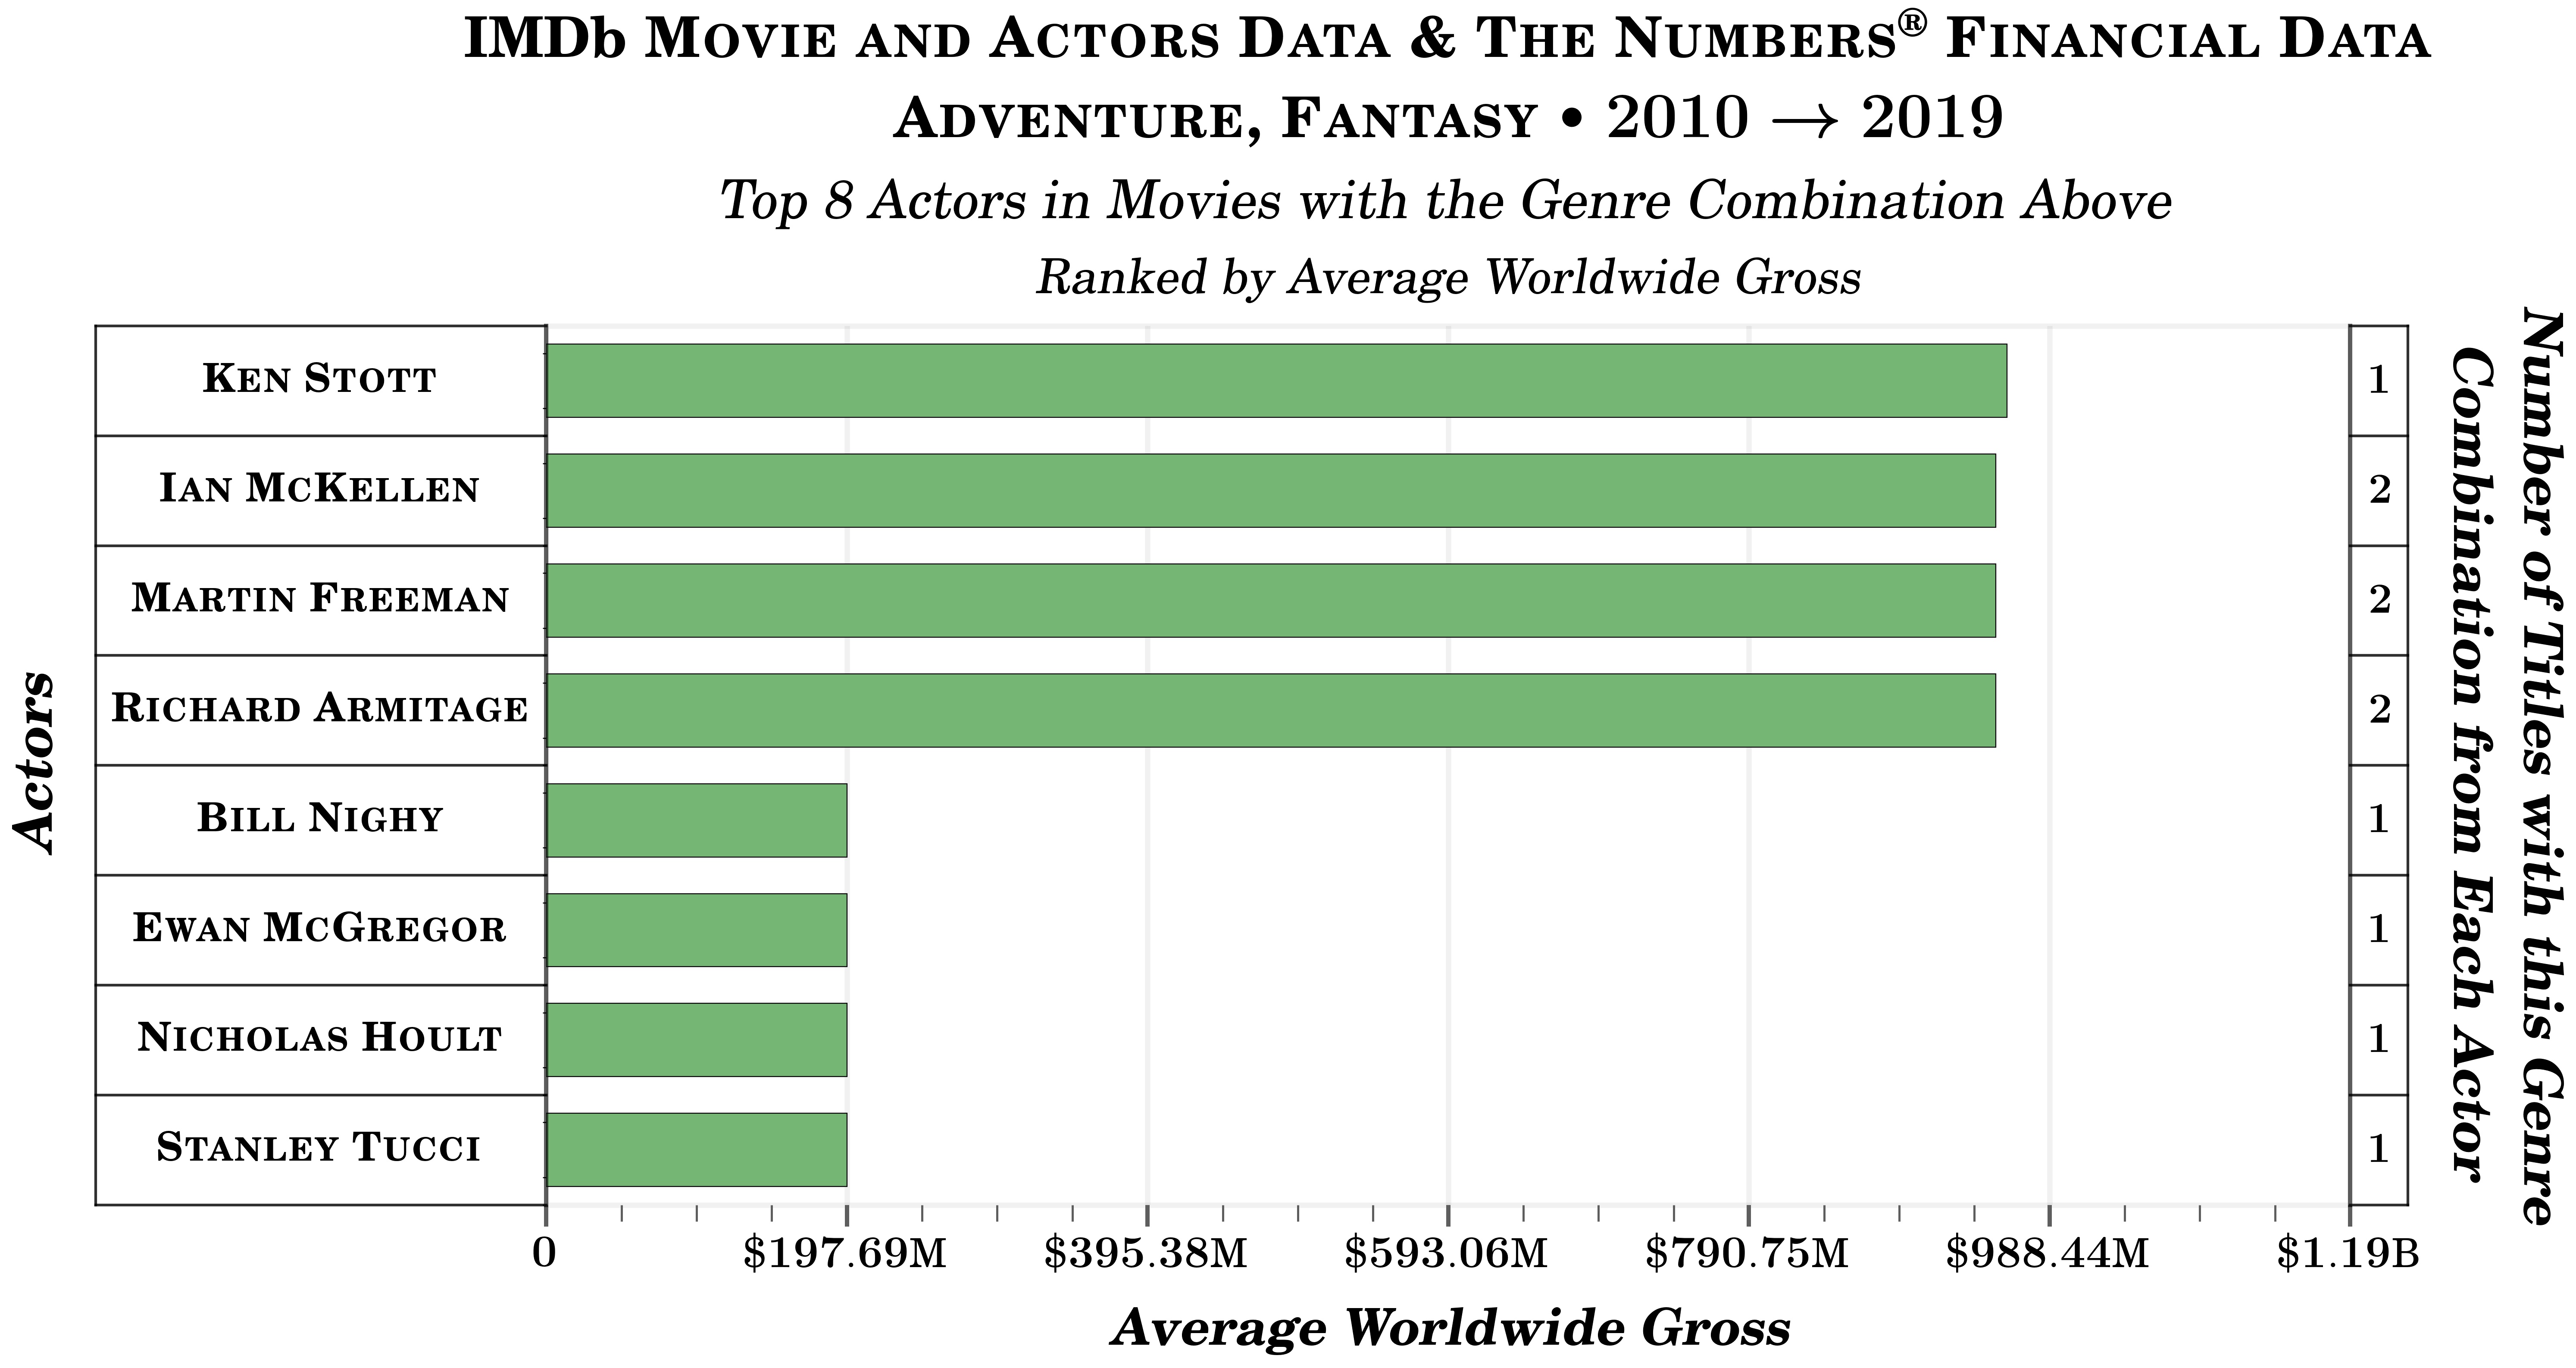 IMDb Movie and Actors Data & The Numbers® Financial Data
Adventure, Fantasy • 2010 → 2019
Top 8 Actors in Movies with the Genre Combination Above
Ranked by Average Worldwide Gross
Actors
Ken Stott 1
Ian McKellen 2
Martin Freeman 2
Richard Armitage 2
Bill Nighy 1
Ewan McGregor 1
Nicholas Hoult 1
Stanley Tucci 1
0 $197.69M $395.38M $593.06M $790.75M $988.44M $1.19B
Average Worldwide Gross
Number of Titles with this Genre
Combination from Each Actor